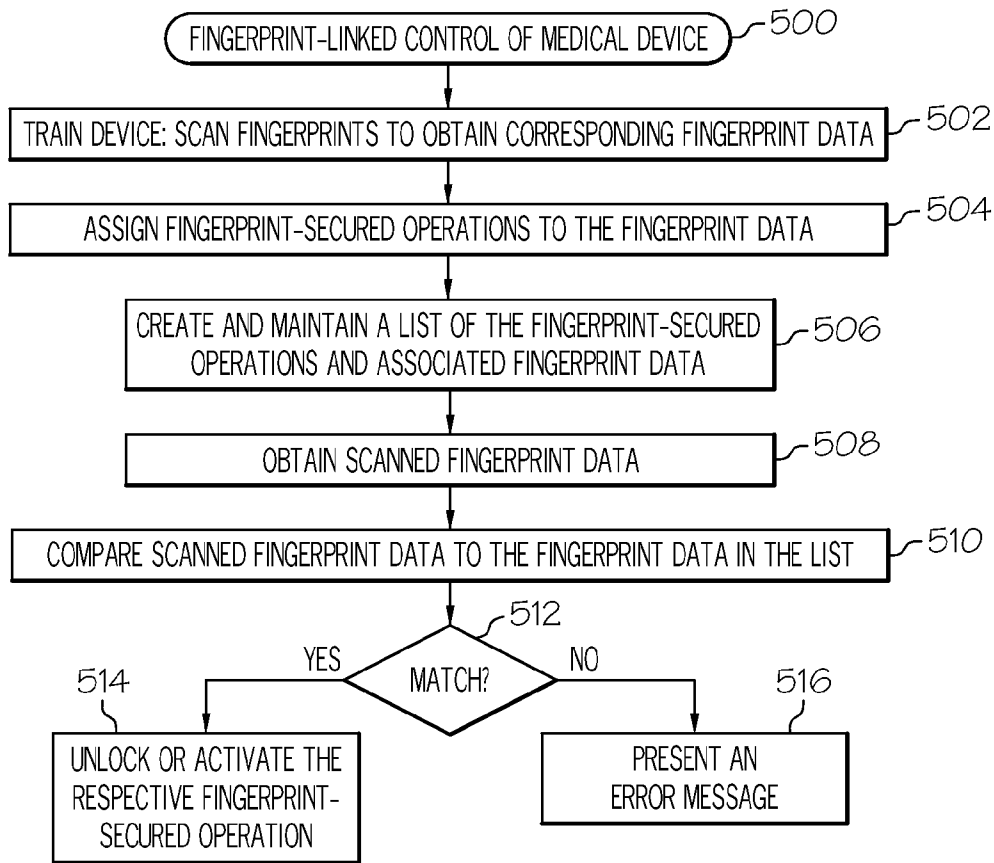 FINGERPRINT-LINKED CONTROL OF MEDICAL DEVICE
500
TRAIN DEVICE: SCAN FINGERPRINTS TO OBTAIN CORRESPONDING FINGERPRINT DATA
502
ASSIGN FINGERPRINT-SECURED OPERATIONS TO THE FINGERPRINT DATA
504
CREATE AND MAINTAIN A LIST OF THE FINGERPRINT-SECURED
OPERATIONS AND ASSOCIATED FINGERPRINT DATA
506
OBTAIN SCANNED FINGERPRINT DATA
508
COMPARE SCANNED FINGERPRINT DATA TO THE FINGERPRINT DATA IN THE LIST
510
512
MATCH?
YES
NO
514
UNLOCK OR ACTIVATE THE
RESPECTIVE FINGERPRINT-
SECURED OPERATION
516
PRESENT AN
ERROR MESSAGE